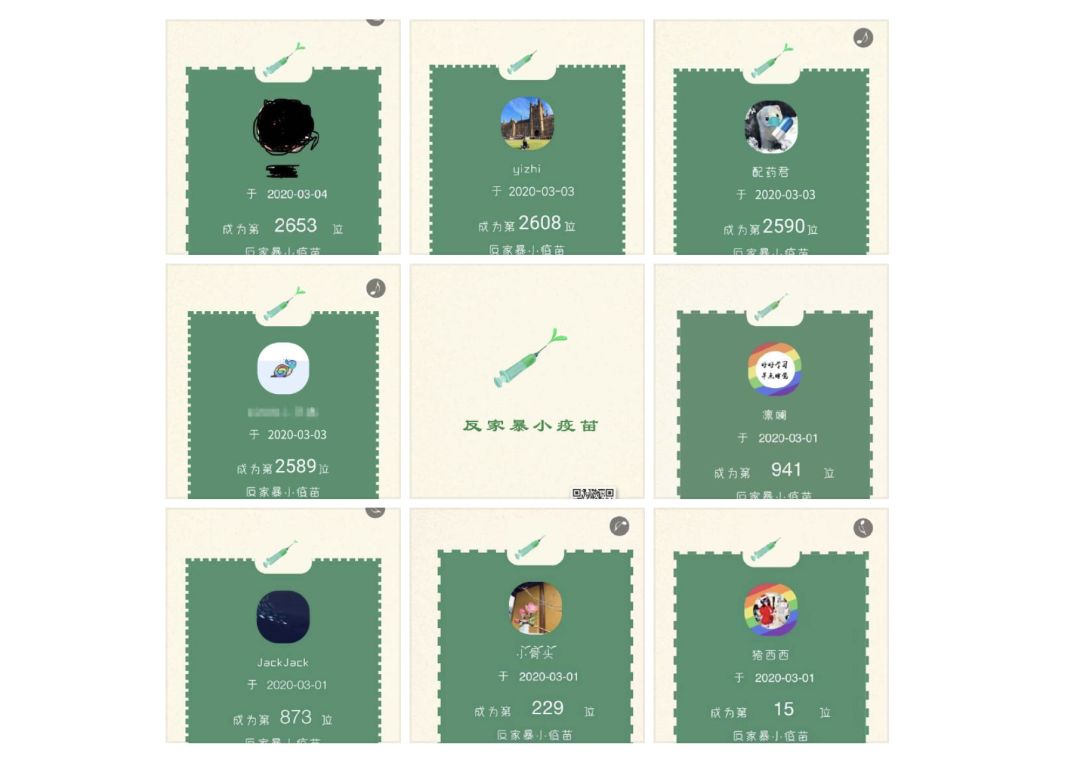 于 2020-03-04
成为第 2653 位
反家暴小疫苗
yizhi
于 2020-03-03
成为第 2608 位
反家暴小疫苗
配药君
于 2020-03-03
成为第 2590 位
反家暴小疫苗
于 2020-03-03
成为第 2589 位
反家暴小疫苗
反家暴小疫苗
好好学习
早点睡觉
凛斓
于 2020-03-01
成为第 941 位
反家暴小疫苗
JackJack
于 2020-03-01
成为第 873 位
反家暴小疫苗
小骨头
于 2020-03-01
成为第 229 位
反家暴小疫苗
猪西西
于 2020-03-01
成为第 15 位
反家暴小疫苗